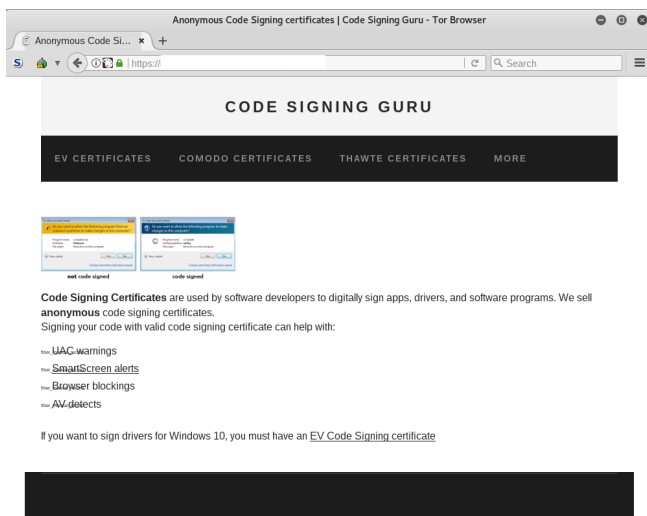 Anonymous Code Signing certificates | Code Signing Guru - Tor Browser
Anonymous Code Si... × +
https://
Search
CODE SIGNING GURU
EV CERTIFICATES COMODO CERTIFICATES THAWTE CERTIFICATES MORE
not code signed code signed
Code Signing Certificates are used by software developers to digitally sign apps, drivers, and software programs. We sell
anonymous code signing certificates.
Signing your code with valid code signing certificate can help with:
UAC warnings
SmartScreen alerts
Browser blockings
AV detects
If you want to sign drivers for Windows 10, you must have an EV Code Signing certificate